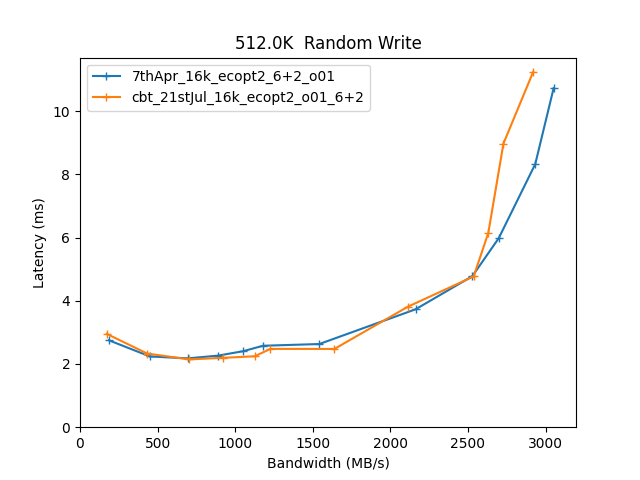 512.0K  Random Write
7thApr_16k_ecopt2_6+2_o01
cbt_21stJul_16k_ecopt2_o01_6+2
Latency (ms)
10
8
6
4
2
0
0 500 1000 1500 2000 2500 3000
Bandwidth (MB/s)